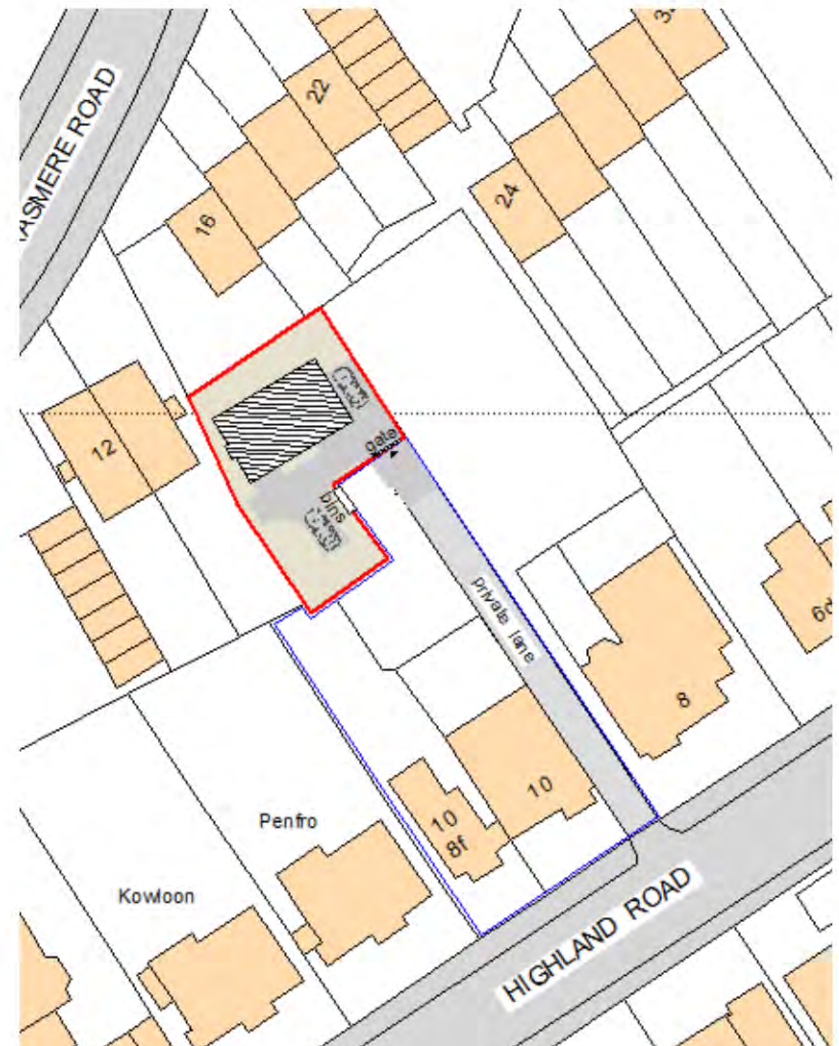 ASMERE ROAD
22
16
24
12
gate
bins
private lane
8
10
10
8f
Penfro
Kowloon
HIGHLAND ROAD